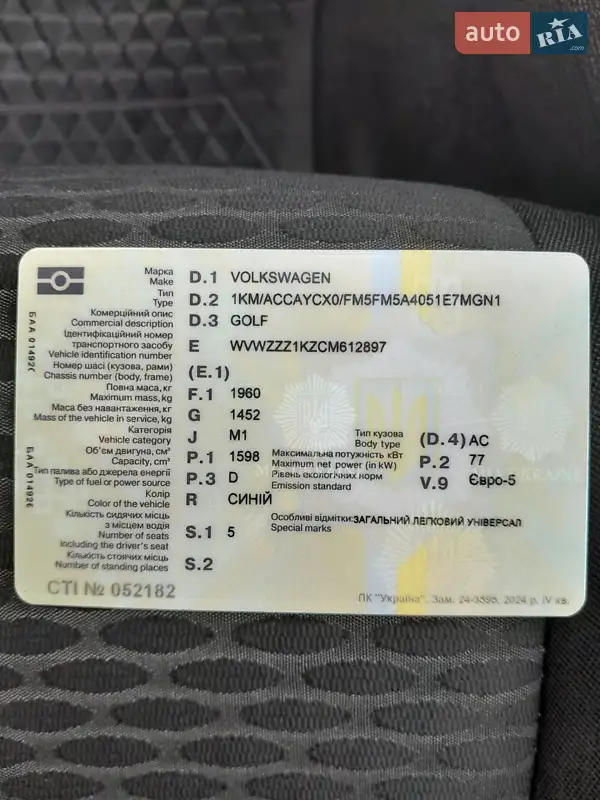 auto RIA .com
Марка
Make D.1 VOLKSWAGEN
Тип
Type D.2 1KM/ACCAYCX0/FM5FM5A4051E7MGN1
Комерційний опис
Commercial description D.3 GOLF
Ідентифікаційний номер
транспортного засобу E WVWZZZ1KZCM612897
Vehicle identification number
Номер шасі (кузова, рами) (E.1)
Chassis number (body, frame)
Повна маса, кг F.1 1960
Maximum mass, kg
Маса без навантаження, кг G 1452
Mass of the vehicle in service, kg
Категорія J M1 Тип кузова (D.4) AC
Vehicle category Body type
Об'єм двигуна, см³ P.1 1598 Максимальна потужність кВт P.2 77
Capacity, cm³ Maximum net power (in kW)
Тип палива або джерела енергії P.3 D Рівень екологічних норм V.9 Євро-5
Type of fuel or power source Emission standard
Колір R СИНІЙ
Color of the vehicle
Кількість сидячих місць Особливі відмітки: ЗАГАЛЬНИЙ ЛЕГКОВИЙ УНІВЕРСАЛ
з місцем водія S.1 5 Special marks
Number of seats
including the driver's seat
Кількість стоячих місць S.2
Number of standing places
СТІ № 052182
ПК "Україна". Зам. 24-3595. 2024 р. IV кв.